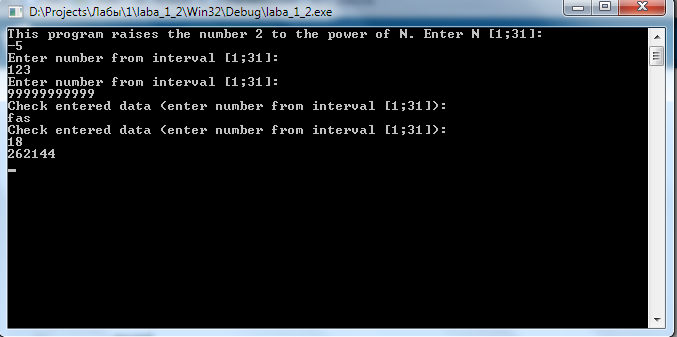 D:\Projects\Лабы\1\laba_1_2\Win32\Debug\laba_1_2.exe
This program raises the number 2 to the power of N. Enter N [1;31]:
-5
Enter number from interval [1;31]:
123
Enter number from interval [1;31]:
99999999999
Check entered data (enter number from interval [1;31]):
fas
Check entered data (enter number from interval [1;31]):
18
262144